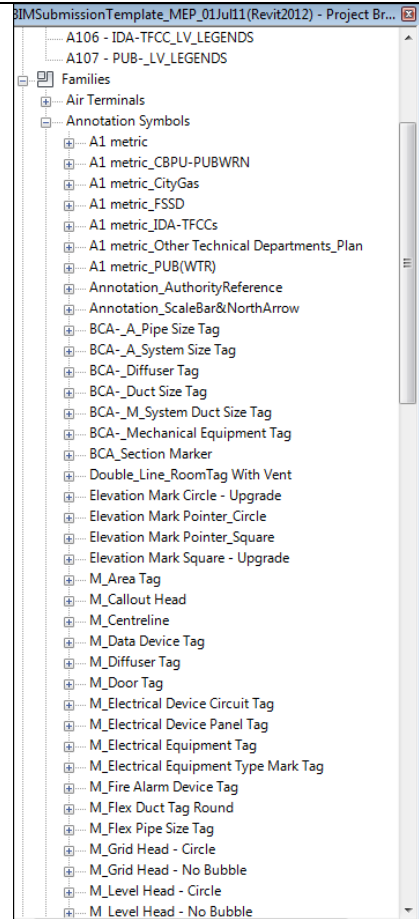 BIMSubmissionTemplate_MEP_01Jul11(Revit2012) - Project Br...
A106 - IDA-TFCC_LV_LEGENDS
A107 - PUB-_LV_LEGENDS
Families
Air Terminals
Annotation Symbols
A1 metric
A1 metric_CBPU-PUBWRN
A1 metric_CityGas
A1 metric_FSSD
A1 metric_IDA-TFCCs
A1 metric_Other Technical Departments_Plan
A1 metric_PUB(WTR)
Annotation_AuthorityReference
Annotation_ScaleBar&NorthArrow
BCA-_A_Pipe Size Tag
BCA-_A_System Size Tag
BCA-_Diffuser Tag
BCA-_Duct Size Tag
BCA-_M_System Duct Size Tag
BCA-_Mechanical Equipment Tag
BCA_Section Marker
Double_Line_RoomTag With Vent
Elevation Mark Circle - Upgrade
Elevation Mark Pointer_Circle
Elevation Mark Pointer_Square
Elevation Mark Square - Upgrade
M_Area Tag
M_Callout Head
M_Centreline
M_Data Device Tag
M_Diffuser Tag
M_Door Tag
M_Electrical Device Circuit Tag
M_Electrical Device Panel Tag
M_Electrical Equipment Tag
M_Electrical Equipment Type Mark Tag
M_Fire Alarm Device Tag
M_Flex Duct Tag Round
M_Flex Pipe Size Tag
M_Grid Head - Circle
M_Grid Head - No Bubble
M_Level Head - Circle
M_Level Head - No Bubble